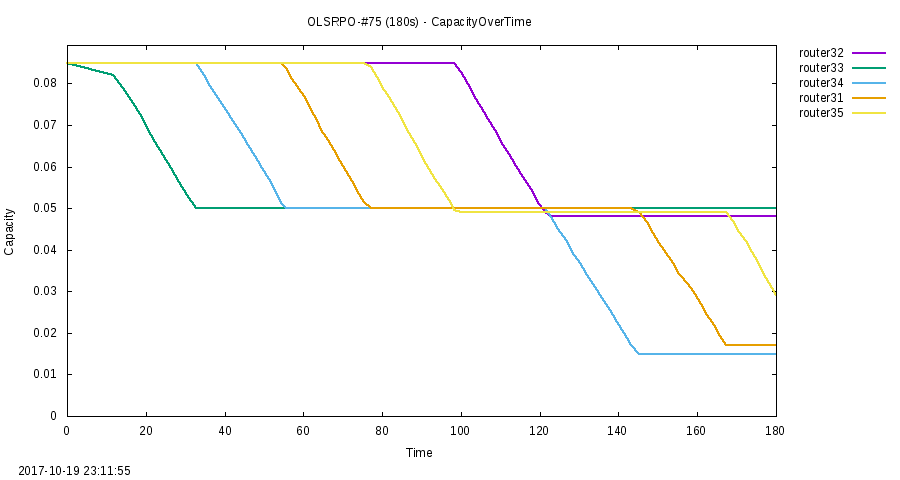 OLSRPO-#75 (180s) - CapacityOverTime
router32
router33
router34
router31
router35
0.08
0.07
0.06
0.05
0.04
0.03
0.02
0.01
0
Capacity
0 20 40 60 80 100 120 140 160 180
Time
2017-10-19 23:11:55